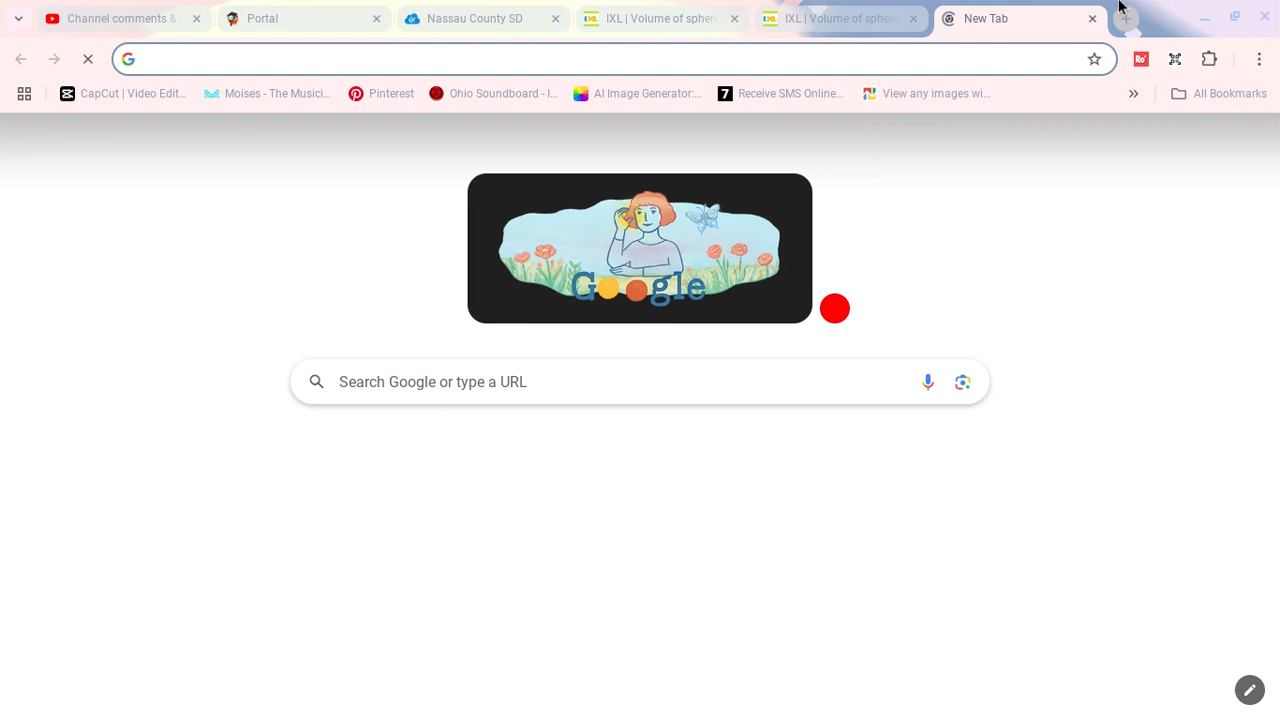 Channel comments &
Portal
Nassau County SD
IXL | Volume of sphere
IXL | Volume of spher
New Tab
CapCut | Video Edit...
Moises - The Musici...
Pinterest
Ohio Soundboard - I...
AI Image Generator:...
7
Receive SMS Online...
View any images wi...
All Bookmarks
Google
Search Google or type a URL